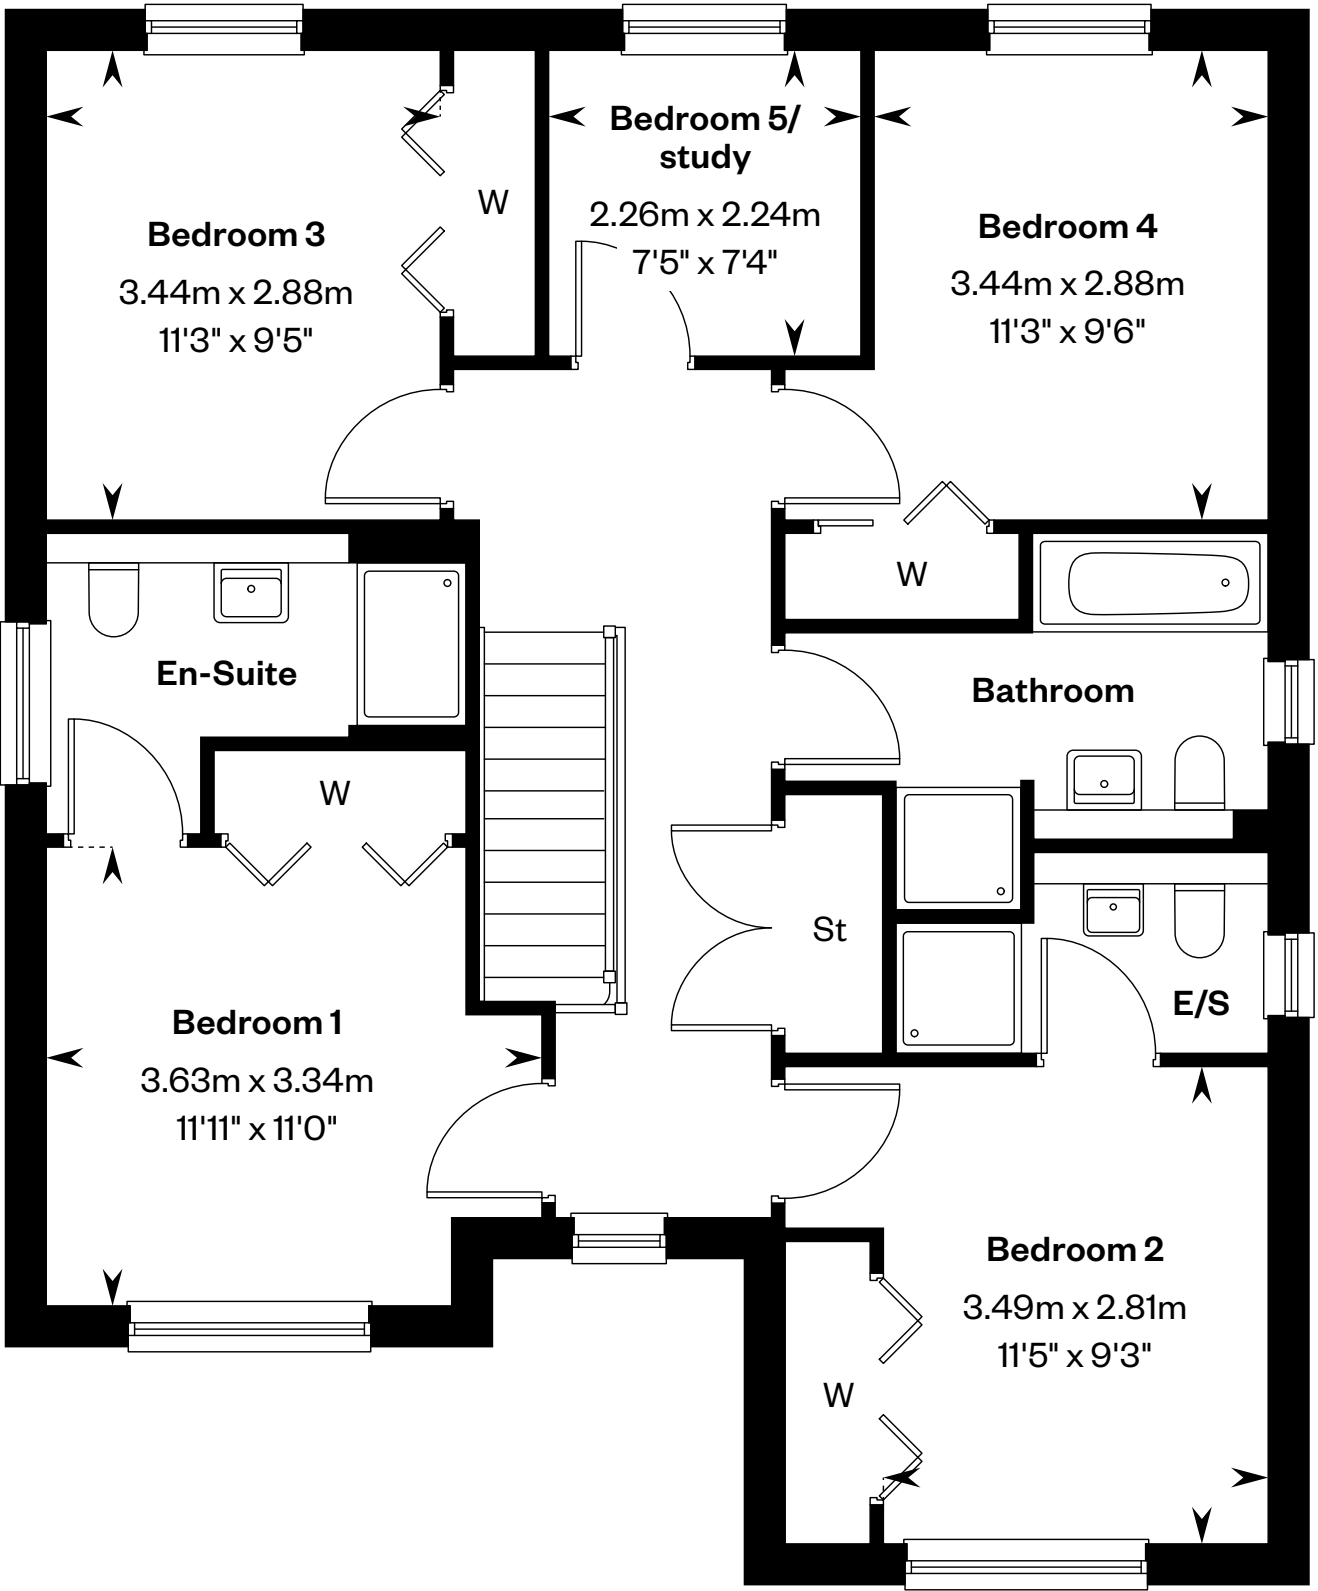 Bedroom 3
3.44m x 2.88m
11'3" x 9'5"
W
Bedroom 5/
study
2.26m x 2.24m
7'5" x 7'4"
Bedroom 4
3.44m x 2.88m
11'3" x 9'6"
W
En-Suite
Bathroom
W
St
E/S
Bedroom 1
3.63m x 3.34m
11'11" x 11'0"
Bedroom 2
3.49m x 2.81m
11'5" x 9'3"
W